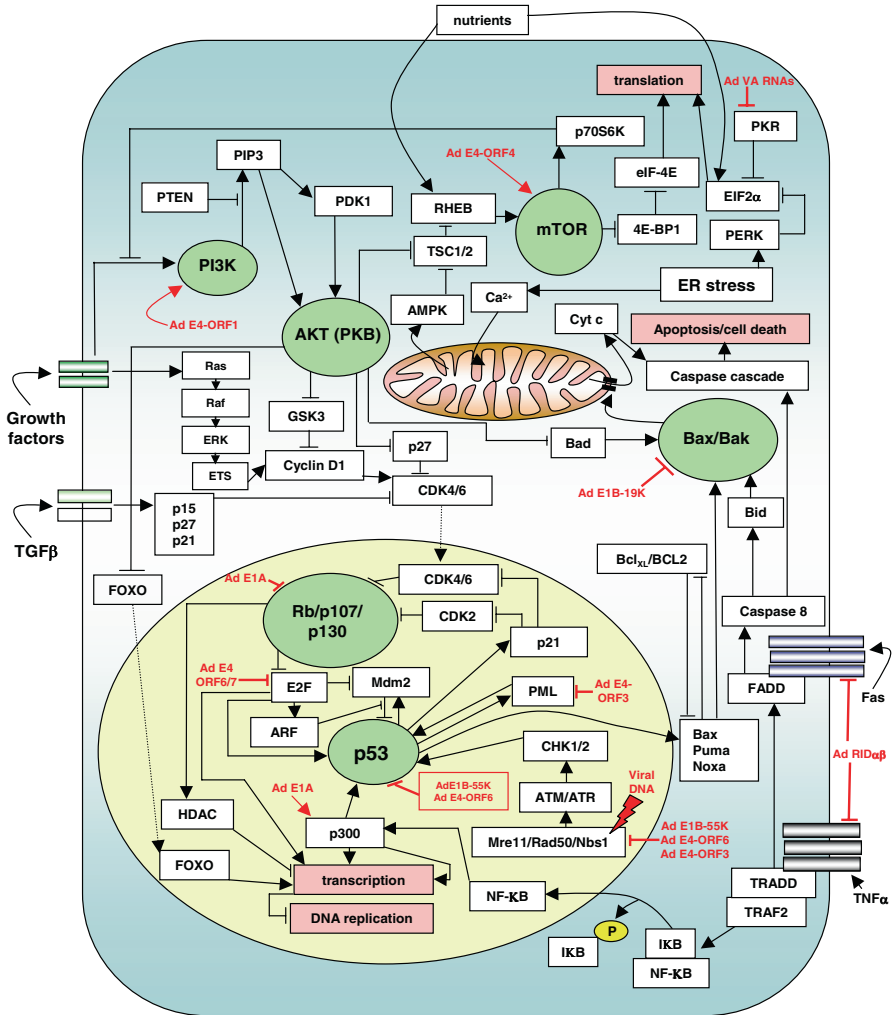 nutrients
translation
Ad VA RNAs
p70S6K
PKR
PIP3
Ad E4-ORF4
eIF-4E
PTEN
PDK1
RHEB
mTOR
EIF2α
4E-BP1
PERK
TSC1/2
PI3K
ER stress
Ca²⁺
AMPK
Cyt c
Ad E4-ORF1
AKT (PKB)
Apoptosis/cell death
Ras
Caspase cascade
Growth
factors
Raf
GSK3
ERK
p27
Bad
Bax/Bak
ETS
Cyclin D1
CDK4/6
Ad E1B-19K
p15
p27
p21
Bid
TGFβ
BclXL/BCL2
FOXO
Ad E1A
CDK4/6
Rb/p107/
p130
CDK2
Caspase 8
p21
Ad E4
ORF6/7
E2F
Mdm2
PML
Ad E4-
ORF3
FADD
Fas
ARF
p53
CHK1/2
Bax
Puma
Noxa
Ad RIDαβ
Viral
DNA
AdE1B-55K
Ad E4-ORF6
Ad E1A
ATM/ATR
HDAC
p300
Mre11/Rad50/Nbs1
Ad E1B-55K
Ad E4-ORF6
Ad E4-ORF3
FOXO
transcription
NF-KB
TRADD
TNFα
DNA replication
TRAF2
P
IKB
IKB
NF-KB